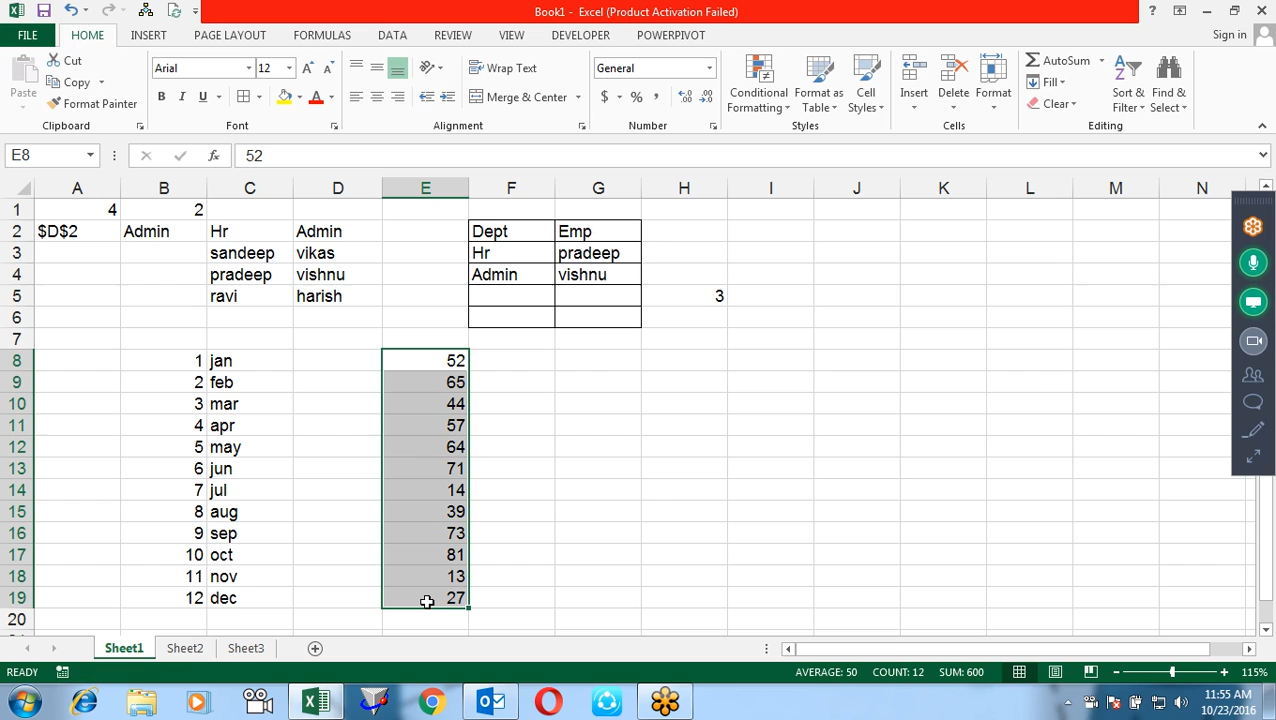 Book1 - Excel (Product Activation Failed)
FILE HOME INSERT PAGE LAYOUT FORMULAS DATA REVIEW VIEW DEVELOPER POWERPIVOT Sign in
Paste Cut Copy Format Painter
Arial 12 General
Wrap Text Merge & Center
Conditional Formatting Format as Table Cell Styles
Insert Delete Format
AutoSum Fill Clear
Sort & Filter Find & Select
Clipboard Font Alignment Number Styles Cells Editing
E8 fx 52
A B C D E F G H I J K L M N
1 4 2
2 $D$2 Admin Hr Admin Dept Emp
3 sandeep vikas Hr pradeep
4 pradeep vishnu Admin vishnu
5 ravi harish 3
6
7
8 1 jan 52
9 2 feb 65
10 3 mar 44
11 4 apr 57
12 5 may 64
13 6 jun 71
14 7 jul 14
15 8 aug 39
16 9 sep 73
17 10 oct 81
18 11 nov 13
19 12 dec 27
20
Sheet1 Sheet2 Sheet3
READY AVERAGE: 50 COUNT: 12 SUM: 600 115%
11:55 AM
10/23/2016